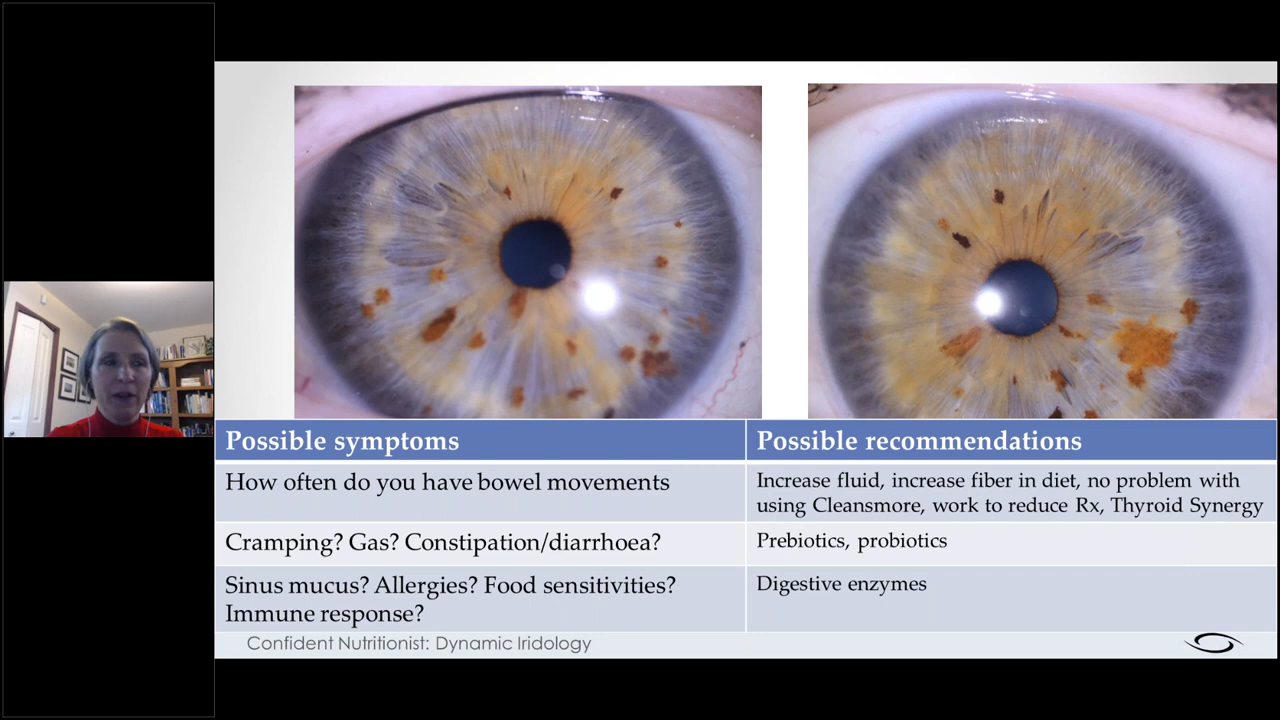 Possible symptoms
Possible recommendations
How often do you have bowel movements
Increase fluid, increase fiber in diet, no problem with
using Cleansmore, work to reduce Rx, Thyroid Synergy
Cramping? Gas? Constipation/diarrhoea?
Prebiotics, probiotics
Sinus mucus? Allergies? Food sensitivities?
Immune response?
Digestive enzymes
Confident Nutritionist: Dynamic Iridology